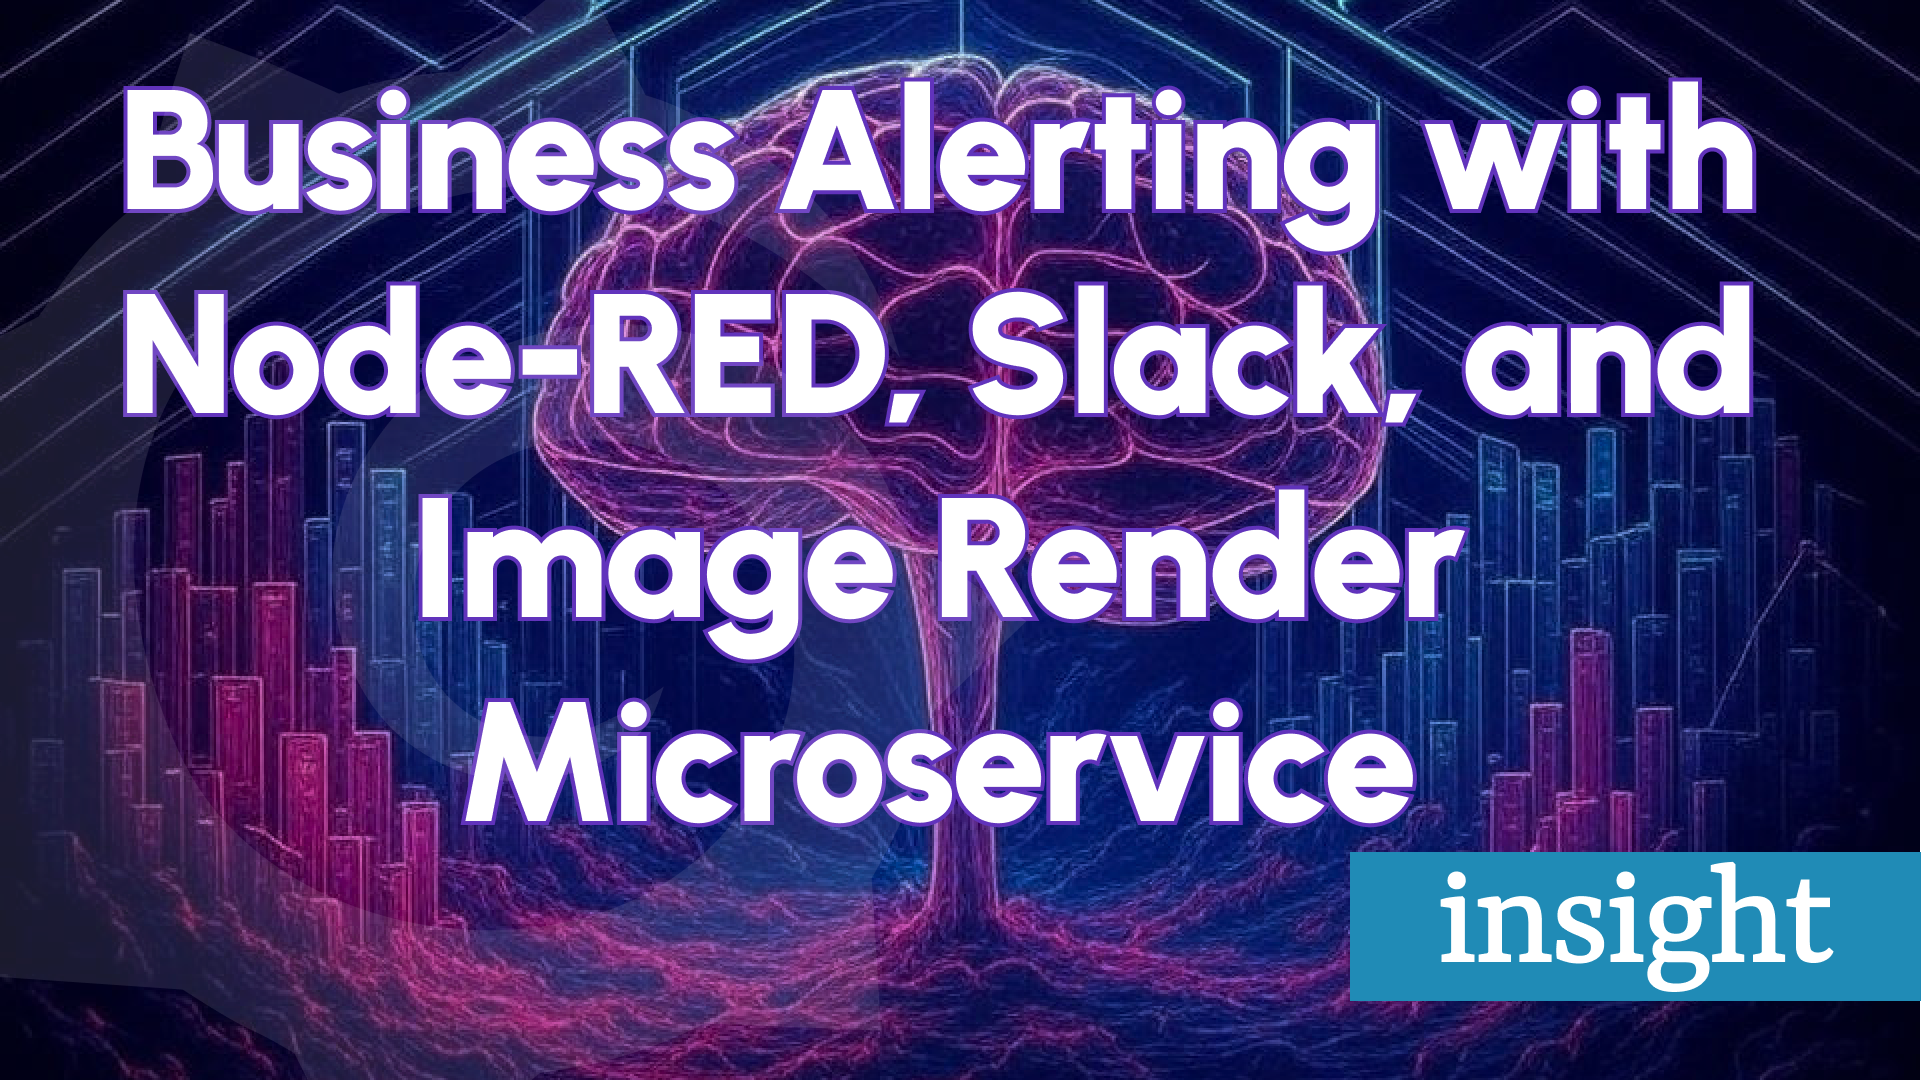 Business Alerting with
Node-RED, Slack, and
Image Render
Microservice
insight